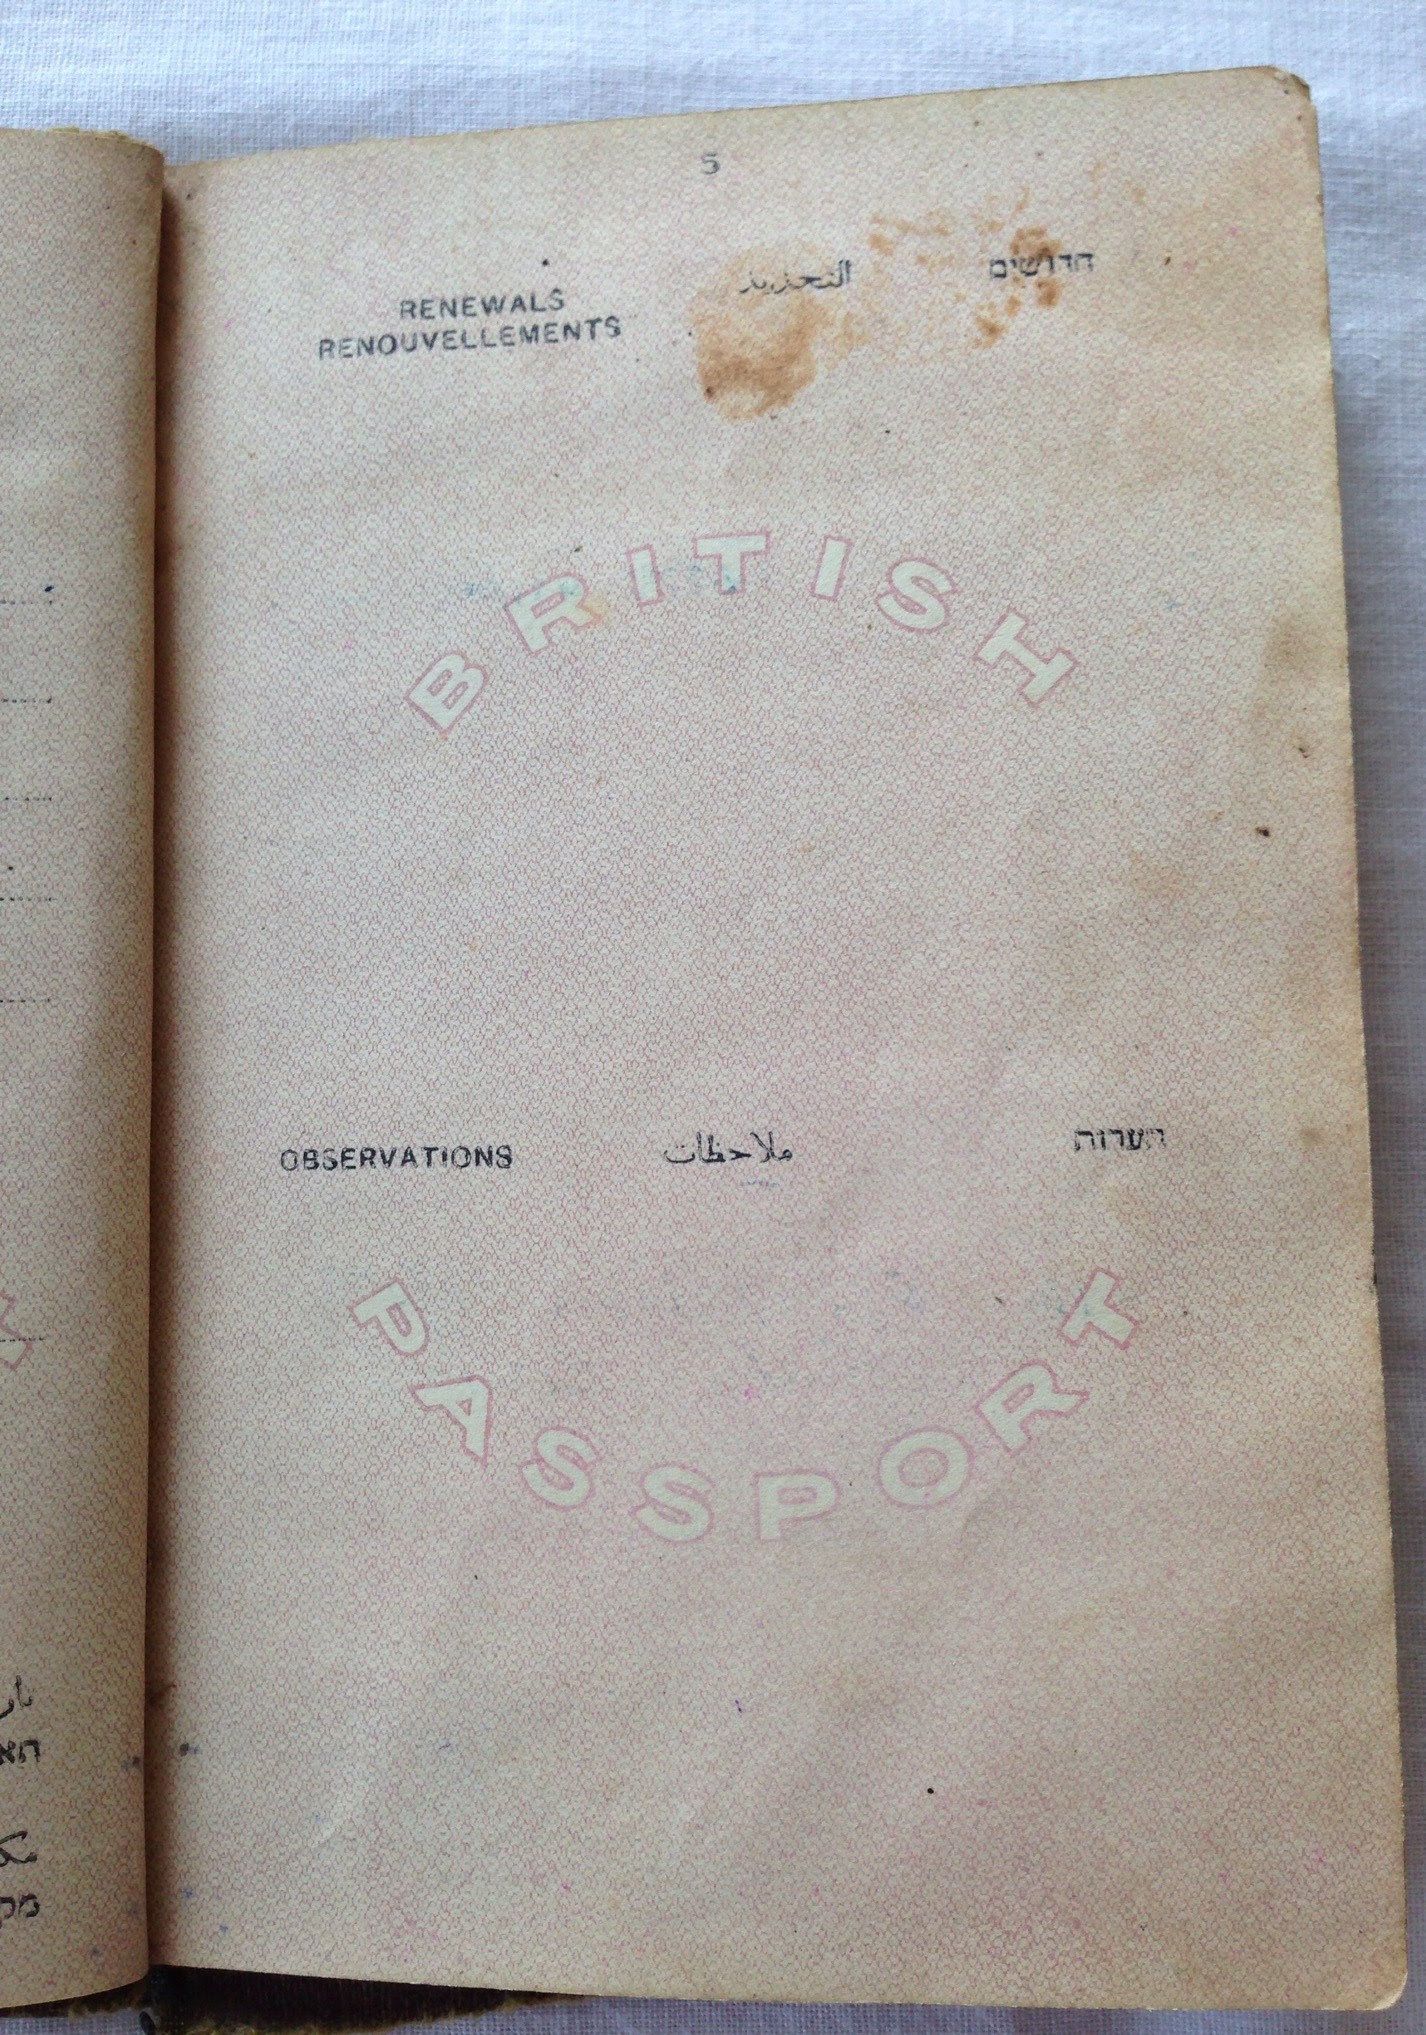 5
RENEWALS
RENOUVELLEMENTS
التجديد
חדושים
BRITISH
OBSERVATIONS
ملاحظات
הערות
PASSPORT